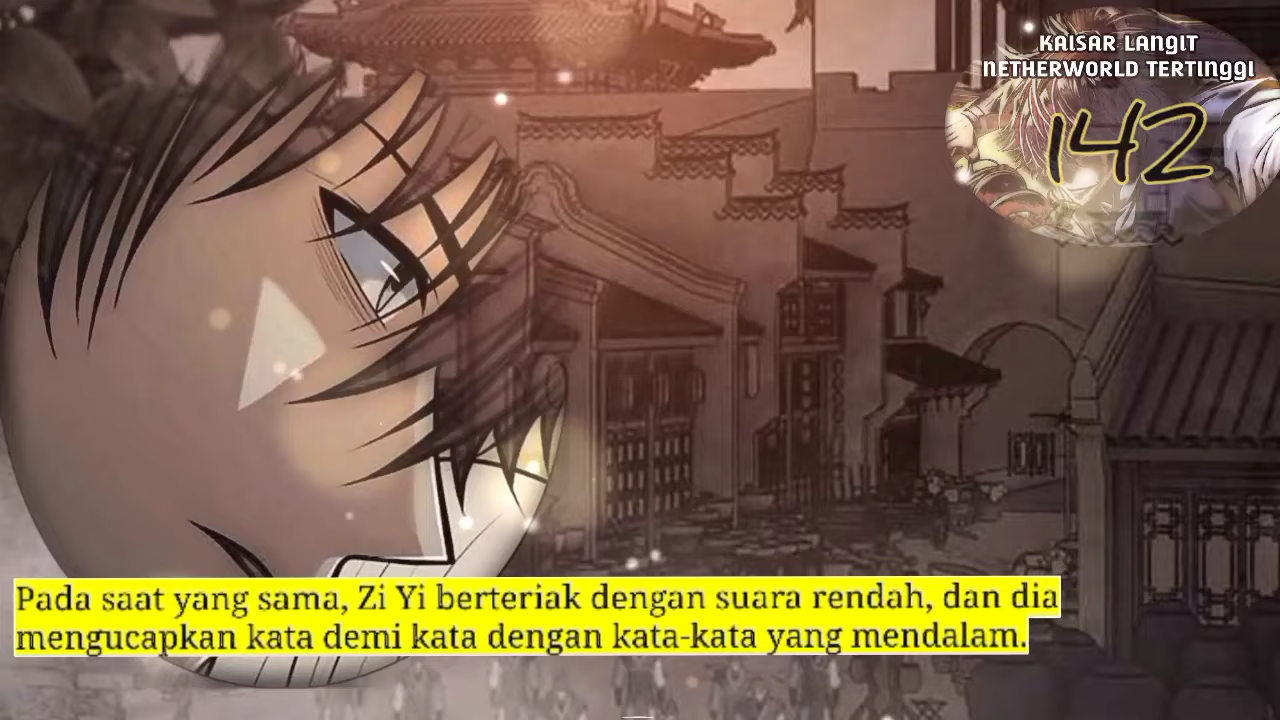 KAISAR LANGIT
NETHERWORLD TERTINGGI
142
Pada saat yang sama, Zi Yi berteriak dengan suara rendah, dan dia
mengucapkan kata demi kata dengan kata-kata yang mendalam.